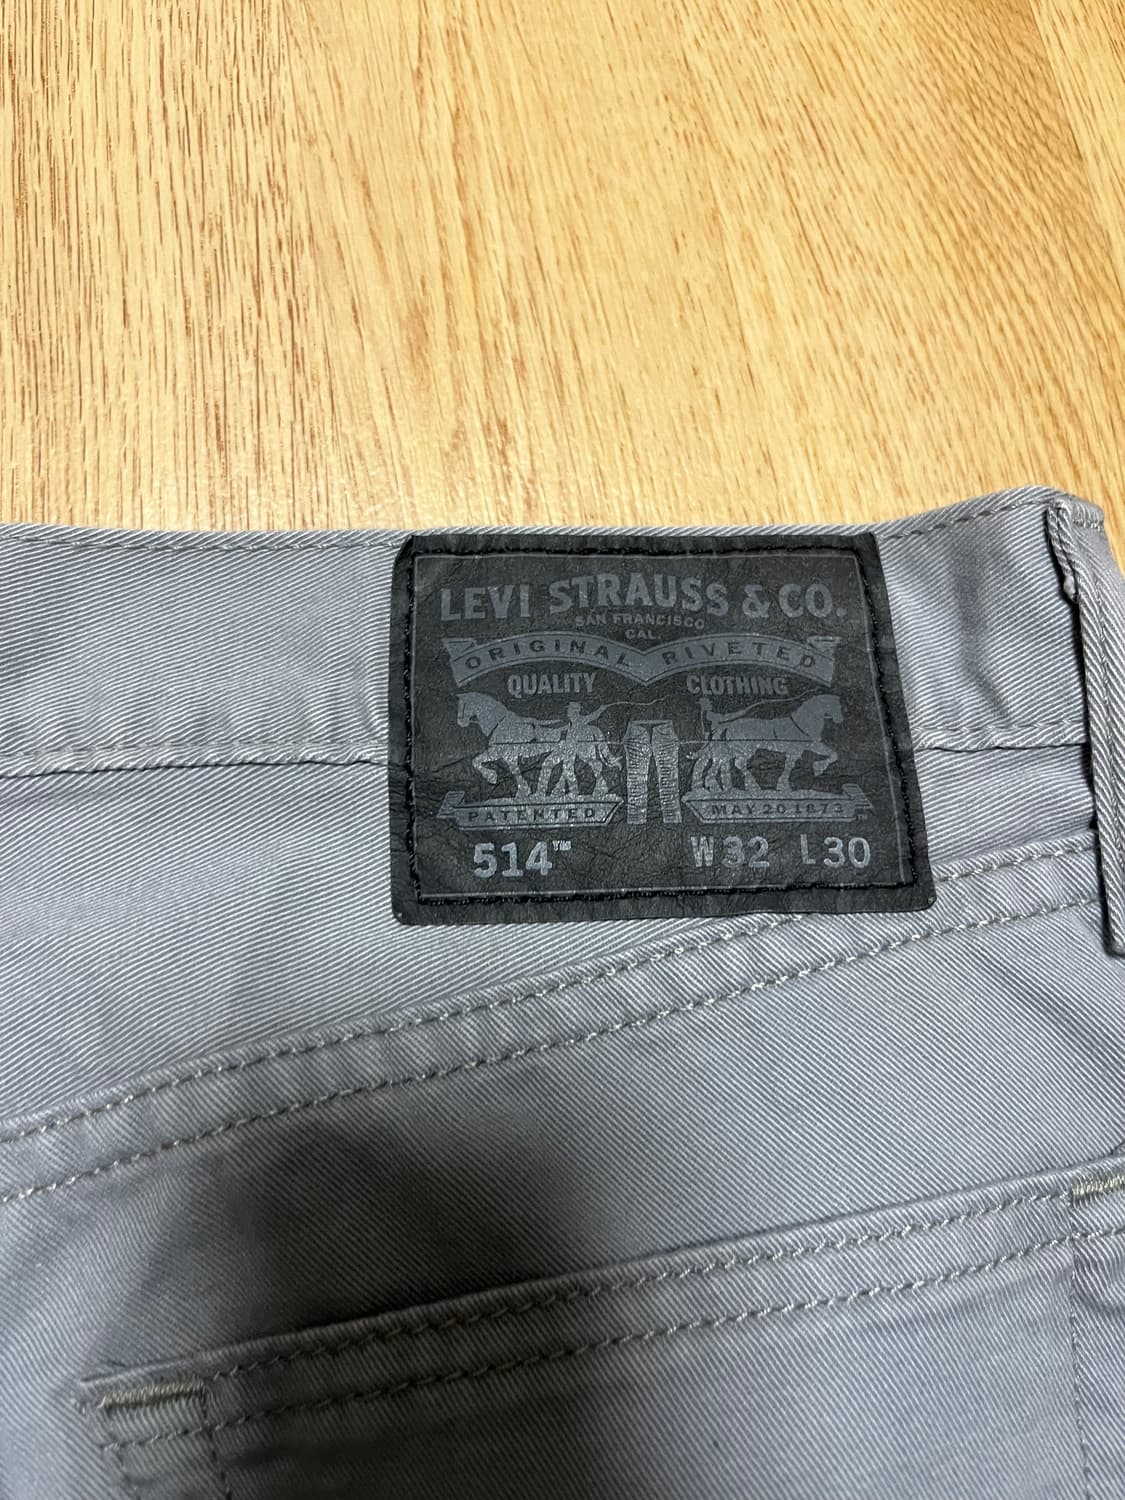 LEVI STRAUSS & CO.
SAN FRANCISCO
CAL.
ORIGINAL RIVETED
QUALITY CLOTHING
PATENTED MAY 20 1873
514™ W32 L30